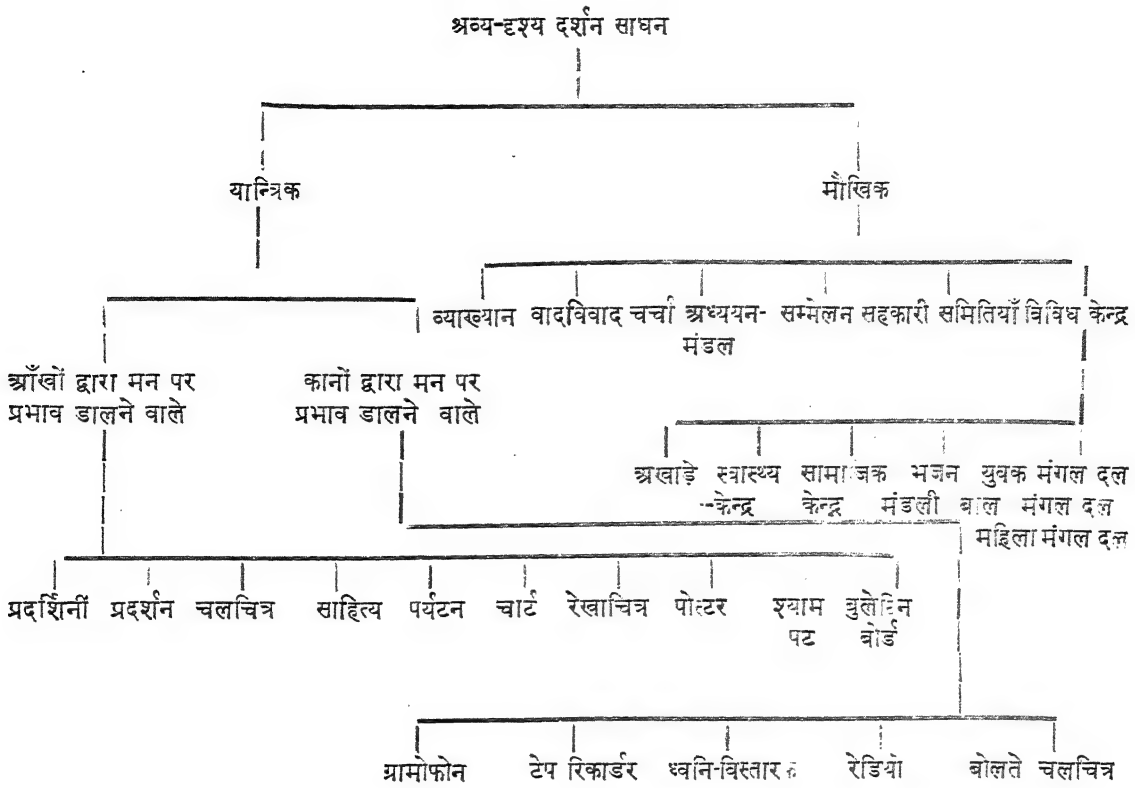 श्रव्य-दृश्य दर्शन साधन
यान्त्रिक मौखिक
व्याख्यान वादविवाद चर्चा अध्ययन- सम्मेलन सहकारी समितियाँ विविध केन्द्र
मंडल
आँखों द्वारा मन पर कानों द्वारा मन पर
प्रभाव डालने वाले प्रभाव डालने वाले
अखाड़े स्वास्थ्य सामाजिक भजन युवक मंगल दल
केन्द्र केन्द्र मंडली बाल मंगल दल
महिला मंगल दल
प्रदर्शिनीं प्रदर्शन चलचित्र साहित्य पर्यटन चार्ट रेखाचित्र पोस्टर श्याम बुलेटिन
पट बोर्ड
ग्रामोफोन टेप रिकार्डर ध्वनि-विस्तारक रेडियो बोलते चलचित्र